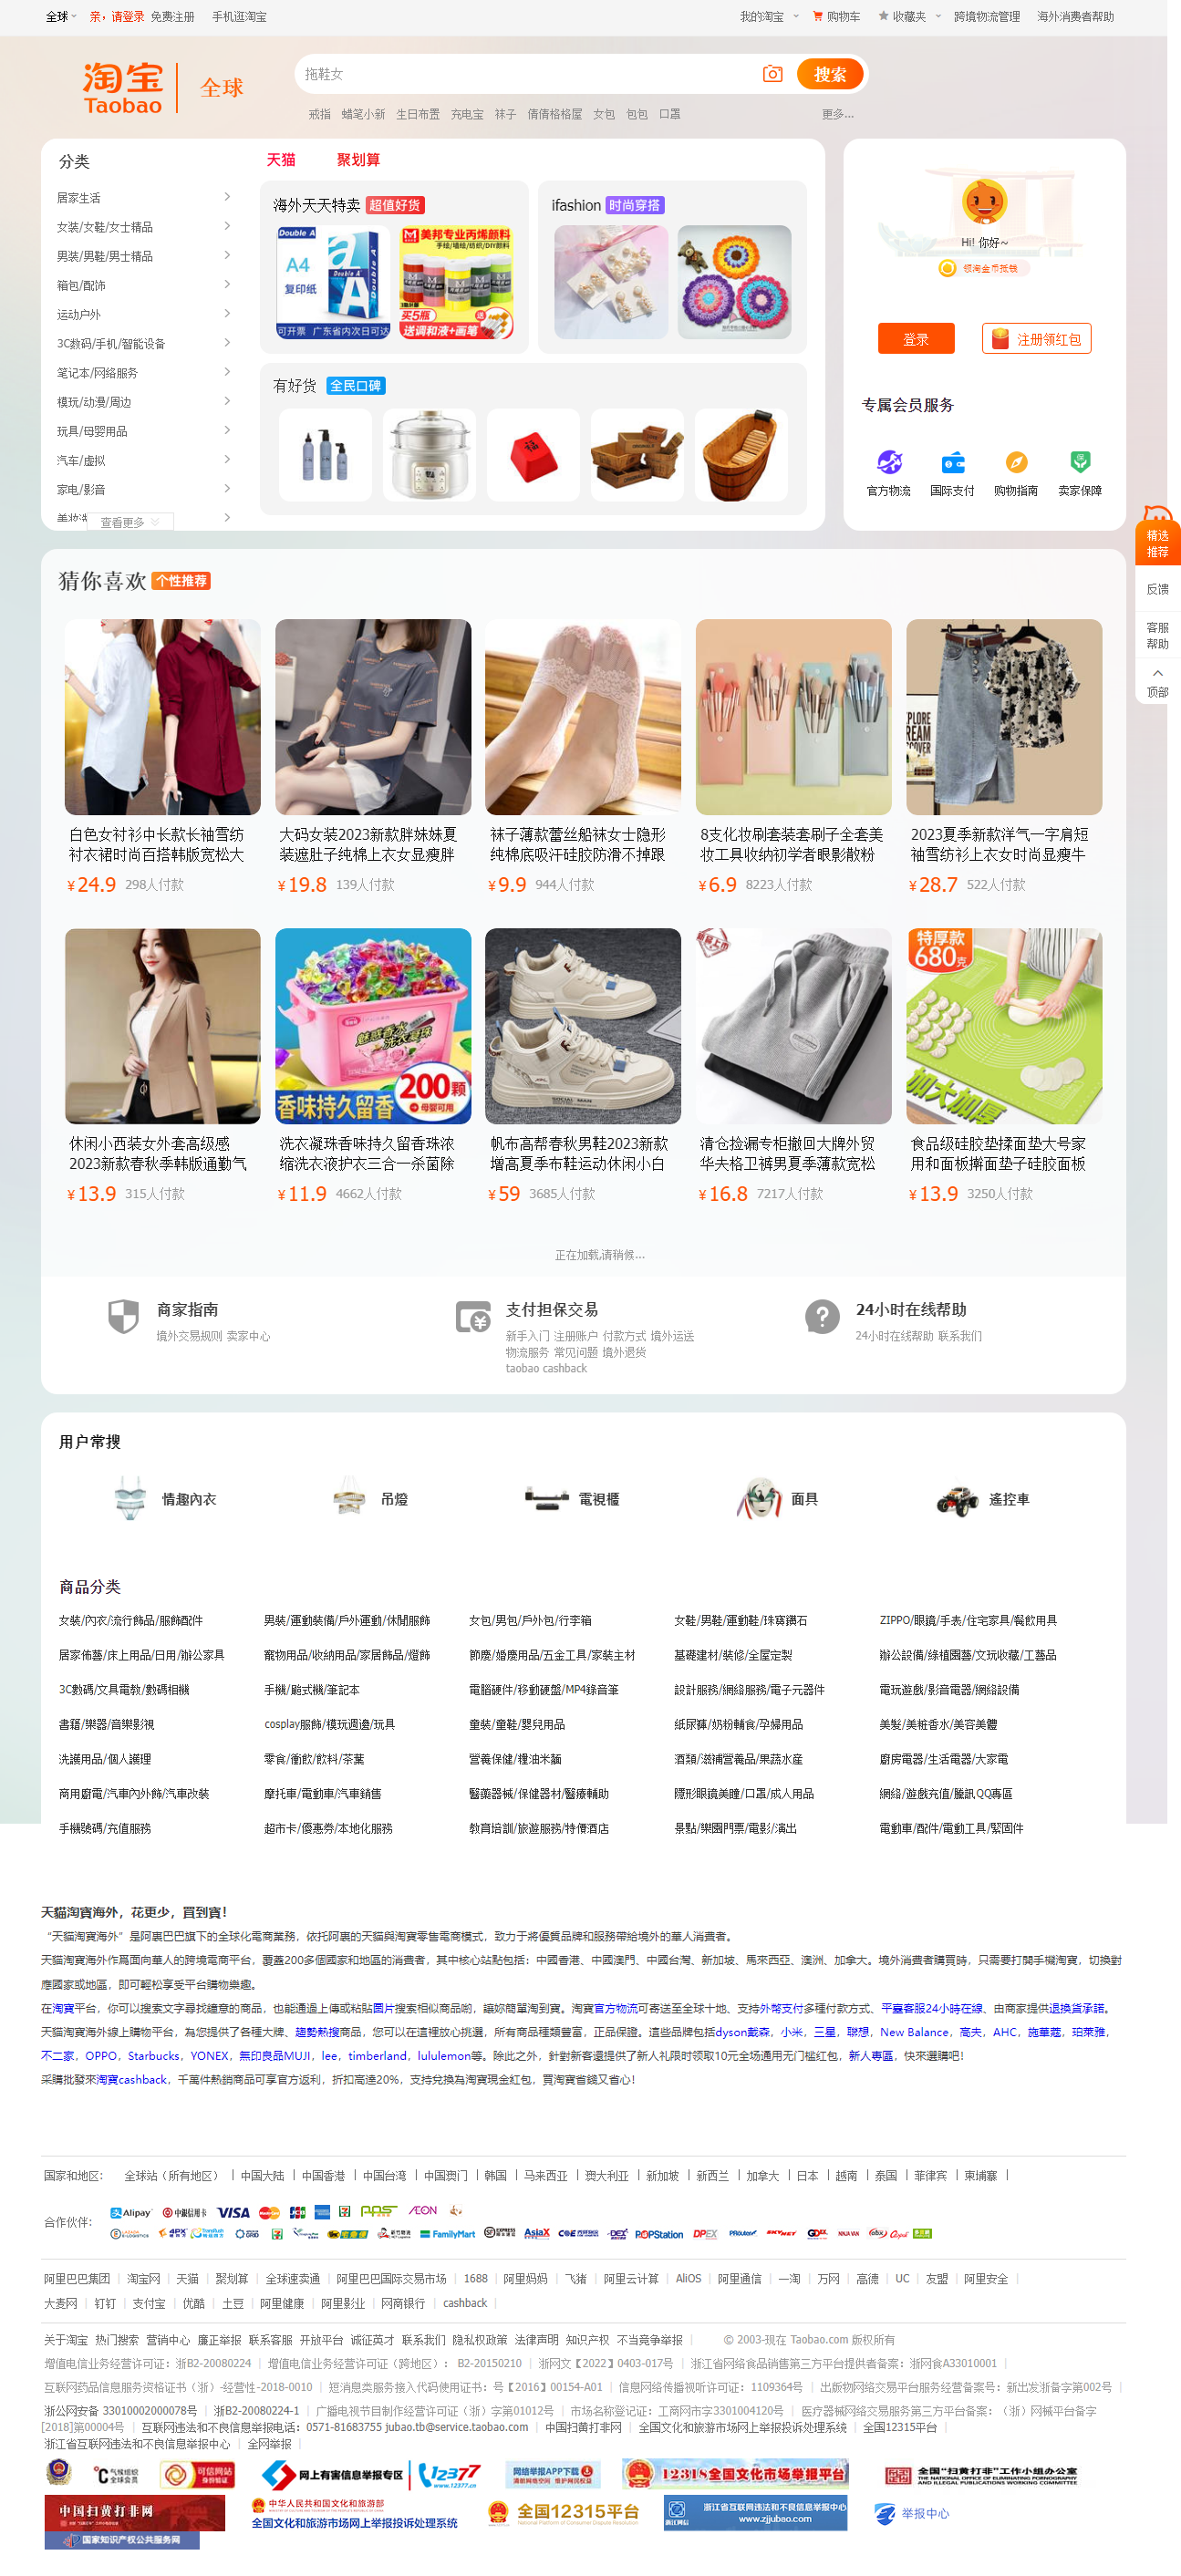 全球 亲，请登录 免费注册 手机逛淘宝 我的淘宝 购物车 收藏夹 跨境物流管理 海外消费者帮助
淘宝 Taobao 全球
拖鞋女 搜索
戒指 蜡笔小新 生日布置 充电宝 袜子 倩倩格格屋 女包 包包 口罩 更多...
分类
居家生活
女装/女鞋/女士精品
男装/男鞋/男士精品
箱包/配饰
运动户外
3C数码/手机/智能设备
笔记本/网络服务
模玩/动漫/周边
玩具/母婴用品
汽车/虚拟
家电/影音
查看更多
天猫 聚划算
海外天天特卖 超值好货
Double A
A4
复印纸
Double A
可开票 广东省内次日可达
美邦专业丙烯颜料
手绘/墙绘/纺织/DIY颜料
买5瓶
送调和液+画笔
ifashion 时尚穿搭
有好货 全民口碑
Hi! 你好~
领淘金币抵钱
登录 注册领红包
专属会员服务
官方物流 国际支付 购物指南 卖家保障
精选
推荐
反馈
客服
帮助
顶部
猜你喜欢 个性推荐
白色女衬衫中长款长袖雪纺
衬衣裙时尚百搭韩版宽松大
¥24.9 298人付款
大码女装2023新款胖妹妹夏
装遮肚子纯棉上衣女显瘦胖
¥19.8 139人付款
袜子薄款蕾丝船袜女士隐形
纯棉底吸汗硅胶防滑不掉跟
¥9.9 944人付款
8支化妆刷套装套刷子全套美
妆工具收纳初学者眼影散粉
¥6.9 8223人付款
EXPLORE
DREAM
DISCOVER
2023夏季新款洋气一字肩短
袖雪纺衫上衣女时尚显瘦牛
¥28.7 522人付款
休闲小西装女外套高级感
2023新款春秋季韩版通勤气
¥13.9 315人付款
魅惑香水
洗衣凝珠
200颗
母婴可用
香味持久留香
洗衣凝珠香味持久留香珠浓
缩洗衣液护衣三合一杀菌除
¥11.9 4662人付款
帆布高帮春秋男鞋2023新款
增高夏季布鞋运动休闲小白
¥59 3685人付款
清仓捡漏专柜撤回大牌外贸
华夫格卫裤男夏季薄款宽松
¥16.8 7217人付款
特厚款
680克
加大加厚
食品级硅胶垫揉面垫大号家
用和面板擀面垫子硅胶面板
¥13.9 3250人付款
正在加载,请稍候...
商家指南
境外交易规则 卖家中心
支付担保交易
新手入门 注册账户 付款方式 境外运送
物流服务 常见问题 境外退货
taobao cashback
24小时在线帮助
24小时在线帮助 联系我们
用户常搜
情趣內衣 吊燈 電視櫃 面具 遙控車
商品分类
女裝/內衣/流行飾品/服飾配件 男裝/運動裝備/戶外運動/休閒服飾 女包/男包/戶外包/行李箱 女鞋/男鞋/運動鞋/珠寶鑽石 ZIPPO/眼鏡/手表/住宅家具/餐飲用具
居家佈藝/床上用品/日用/辦公家具 寵物用品/收納用品/家居飾品/燈飾 節慶/婚慶用品/五金工具/家裝主材 基礎建材/裝修/全屋定製 辦公設備/綠植園藝/文玩收藏/工藝品
3C數碼/文具電教/數碼相機 手機/颱式機/筆記本 電腦硬件/移動硬盤/MP4錄音筆 設計服務/網絡服務/電子元器件 電玩遊戲/影音電器/網絡設備
書籍/樂器/音樂影視 cosplay服飾/模玩週邊/玩具 童裝/童鞋/嬰兒用品 紙尿褲/奶粉輔食/孕婦用品 美髮/美粧香水/美容美體
洗護用品/個人護理 零食/衝飲/飲料/茶葉 營養保健/糧油米麵 酒類/滋補營養品/果蔬水産 廚房電器/生活電器/大家電
商用廚電/汽車內外飾/汽車改裝 摩托車/電動車/汽車銷售 醫藥器械/保健器材/醫療輔助 隱形眼鏡美瞳/口罩/成人用品 網絡/遊戲充值/騰訊QQ專區
手機號碼/充值服務 超市卡/優惠券/本地化服務 教育培訓/旅遊服務/特價酒店 景點/樂園門票/電影/演出 電動車/配件/電動工具/緊固件
天貓淘寶海外，花更少，買到寶！
“天貓淘寶海外”是阿裏巴巴旗下的全球化電商業務，依托阿裏的天貓與淘寶零售電商模式，致力于將優質品牌和服務帶給境外的華人消費者。
天貓淘寶海外作爲面向華人的跨境電商平台，覆蓋200多個國家和地區的消費者，其中核心站點包括：中國香港、中國澳門、中國台灣、新加坡、馬來西亞、澳洲、加拿大。境外消費者購買時，只需要打開手機淘寶，切換對
應國家或地區，即可輕松享受平台購物樂趣。
在淘寶平台，你可以搜索文字尋找鍾意的商品，也能通過上傳或粘貼圖片搜索相似商品喲，讓妳簡單淘到寶。淘寶官方物流可寄送至全球十地、支持外幣支付多種付款方式、平臺客服24小時在線、由商家提供退換貨承諾。
天貓淘寶海外線上購物平台，為您提供了各種大牌、趨勢熱搜商品，您可以在這裡放心挑選，所有商品種類豐富，正品保證。這些品牌包括dyson戴森，小米，三星，聯想，New Balance，高夫，AHC，施華蔻，珀萊雅，
不二家，OPPO，Starbucks，YONEX，無印良品MUJI，lee，timberland，lululemon等。除此之外，針對新客還提供了新人礼限时领取10元全场通用无门槛红包，新人專區，快來選購吧！
采購批發來淘寶cashback，千萬件熱銷商品可享官方返利，折扣高達20%，支持兌換為淘寶現金紅包，買淘寶省錢又省心！
国家和地区： 全球站（所有地区） | 中国大陆 | 中国香港 | 中国台湾 | 中国澳门 | 韩国 | 马来西亚 | 澳大利亚 | 新加坡 | 新西兰 | 加拿大 | 日本 | 越南 | 泰国 | 菲律宾 | 柬埔寨 |
合作伙伴： Alipay 中國信托 VISA MasterCard JCB PPS AEON
FamilyMart AsiaX POPStation DPEX SKYNET GDEX
阿里巴巴集团 | 淘宝网 | 天猫 | 聚划算 | 全球速卖通 | 阿里巴巴国际交易市场 | 1688 | 阿里妈妈 | 飞猪 | 阿里云计算 | AliOS | 阿里通信 | 一淘 | 万网 | 高德 | UC | 友盟 | 阿里安全 |
大麦网 | 钉钉 | 支付宝 | 优酷 | 土豆 | 阿里健康 | 阿里影业 | 网商银行 | cashback |
关于淘宝 热门搜索 营销中心 廉正举报 联系客服 开放平台 诚征英才 联系我们 隐私权政策 法律声明 知识产权 不当竞争举报 | © 2003-現在 Taobao.com 版权所有
增值电信业务经营许可证：浙B2-20080224 | 增值电信业务经营许可证（跨地区）： B2-20150210 | 浙网文【2022】0403-017号 | 浙江省网络食品销售第三方平台提供者备案：浙网食A33010001 |
互联网药品信息服务资格证书（浙）-经营性-2018-0010 | 短消息类服务接入代码使用证书：号【2016】00154-A01 | 信息网络传播视听许可证：1109364号 | 出版物网络交易平台服务经营备案号：新出发浙备字第002号 |
浙公网安备 33010002000078号 | 浙B2-20080224-1 | 广播电视节目制作经营许可证（浙）字第01012号 | 市场名称登记证：工商网市字3301004120号 | 医疗器械网络交易服务第三方平台备案：（浙）网械平台备字
[2018]第00004号 | 互联网违法和不良信息举报电话：0571-81683755 jubao.tb@service.taobao.com | 中国扫黄打非网 | 全国文化和旅游市场网上举报投诉处理系统 | 全国12315平台 |
浙江省互联网违法和不良信息举报中心 | 全网举报 |
气候组织 全球会员 可信网站 身份验证 网上有害信息举报专区 12377 www.12377.cn 网络举报APP下载 清朗网络空间 维护网民权益 12318全国文化市场举报平台 全国“扫黄打非”工作小组办公室
中国扫黄打非网 中华人民共和国文化和旅游部 全国文化和旅游市场网上举报投诉处理系统 全国12315平台 浙江省互联网违法和不良信息举报中心 www.zjjubao.com 举报中心
国家知识产权公共服务网